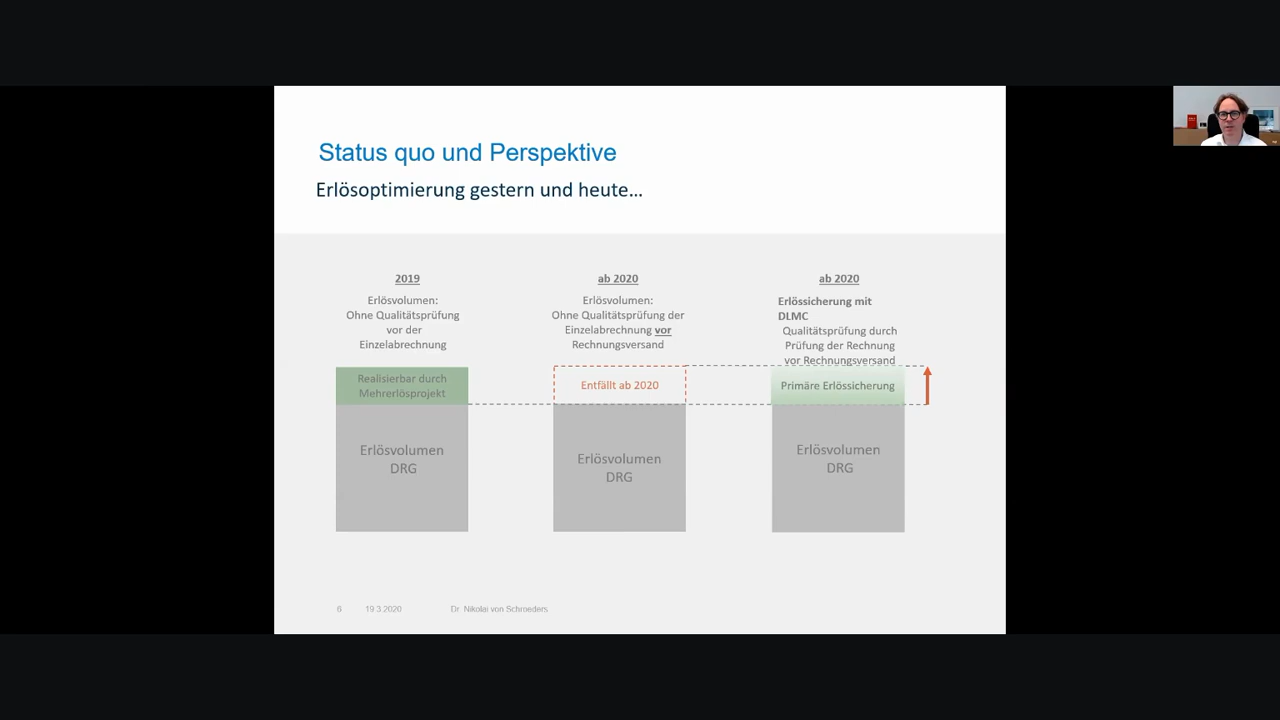 Status quo und Perspektive
Erlösoptimierung gestern und heute...
2019
Erlösvolumen:
Ohne Qualitätsprüfung
vor der
Einzelabrechnung
Realisierbar durch
Mehrerlösprojekt
Erlösvolumen
DRG
ab 2020
Erlösvolumen:
Ohne Qualitätsprüfung der
Einzelabrechnung vor
Rechnungsversand
Entfällt ab 2020
Erlösvolumen
DRG
ab 2020
Erlössicherung mit
DLMC
Qualitätsprüfung durch
Prüfung der Rechnung
vor Rechnungsversand
Primäre Erlössicherung
Erlösvolumen
DRG
6 19.3.2020 Dr. Nikolai von Schroeders